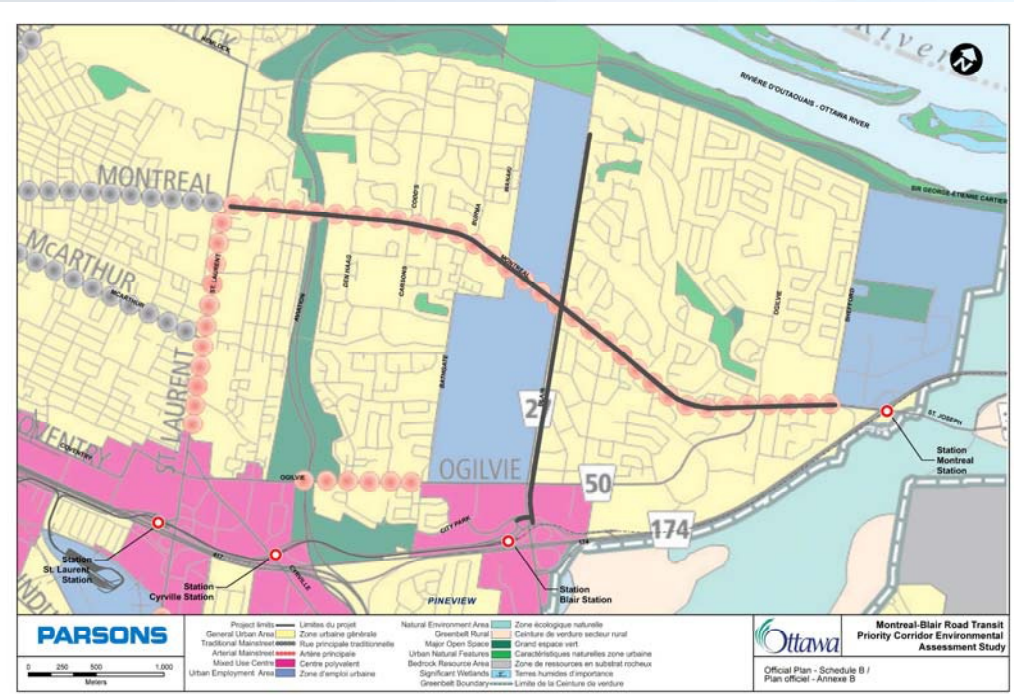 HEMLOCK
River
N
RIVIÈRE D'OUTAOUAIS - OTTAWA RIVER
SIR GEORGE-ÉTIENNE CARTIER
MONTREAL
McARTHUR
MCARTHUR
ST. LAURENT
ST. LAURENT
AVIATION
DEN HAAG
CARSONS
CODD'S
BURMA
WANAKI
MONTREAL
BATHGATE
BLAIR
27
OGILVIE
SHEFFORD
ST. JOSEPH
COVENTRY
COVENTRY
OGILVIE
OGILVIE
50
174
174
CITY PARK
417
CYRVILLE
PINEVIEW
Station
St. Laurent
Station
Station
Cyrville Station
Station
Blair Station
Station
Montreal
Station
PARSONS
0 250 500 1,000
Meters
Project limits Limites du projet
General Urban Area Zone urbaine générale
Traditional Mainstreet Rue principale traditionnelle
Arterial Mainstreet Artère principale
Mixed Use Centre Centre polyvalent
Urban Employment Area Zone d'emploi urbaine
Natural Environment Area Zone écologique naturelle
Greenbelt Rural Ceinture de verdure secteur rural
Major Open Space Grand espace vert
Urban Natural Features Caractéristiques naturelles zone urbaine
Bedrock Resource Area Zone de ressources en substrat rocheux
Significant Wetlands Terres humides d'importance
Greenbelt Boundary Limite de la Ceinture de verdure
Ottawa
Montreal-Blair Road Transit
Priority Corridor Environmental
Assessment Study
Official Plan - Schedule B /
Plan officiel - Annexe B